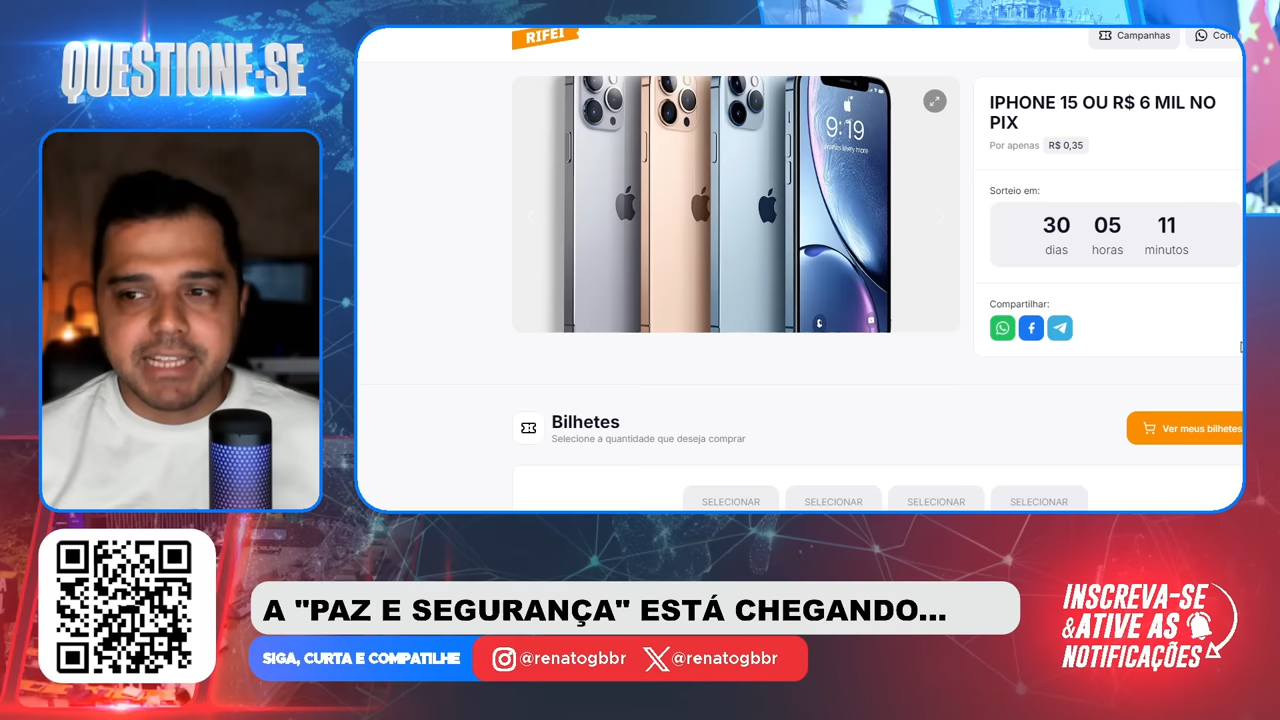 QUESTIONE-SE
RIFEI
Campanhas
IPHONE 15 OU R$ 6 MIL NO
PIX
Por apenas R$ 0,35
Sorteio em:
30 05 11
dias horas minutos
Compartilhar:
9:19
Bilhetes
Selecione a quantidade que deseja comprar
Ver meus bilhetes
SELECIONAR SELECIONAR SELECIONAR SELECIONAR
A "PAZ E SEGURANÇA" ESTÁ CHEGANDO...
SIGA, CURTA E COMPATILHE
@renatogbbr @renatogbbr
INSCREVA-SE
&ATIVE AS
NOTIFICAÇÕES